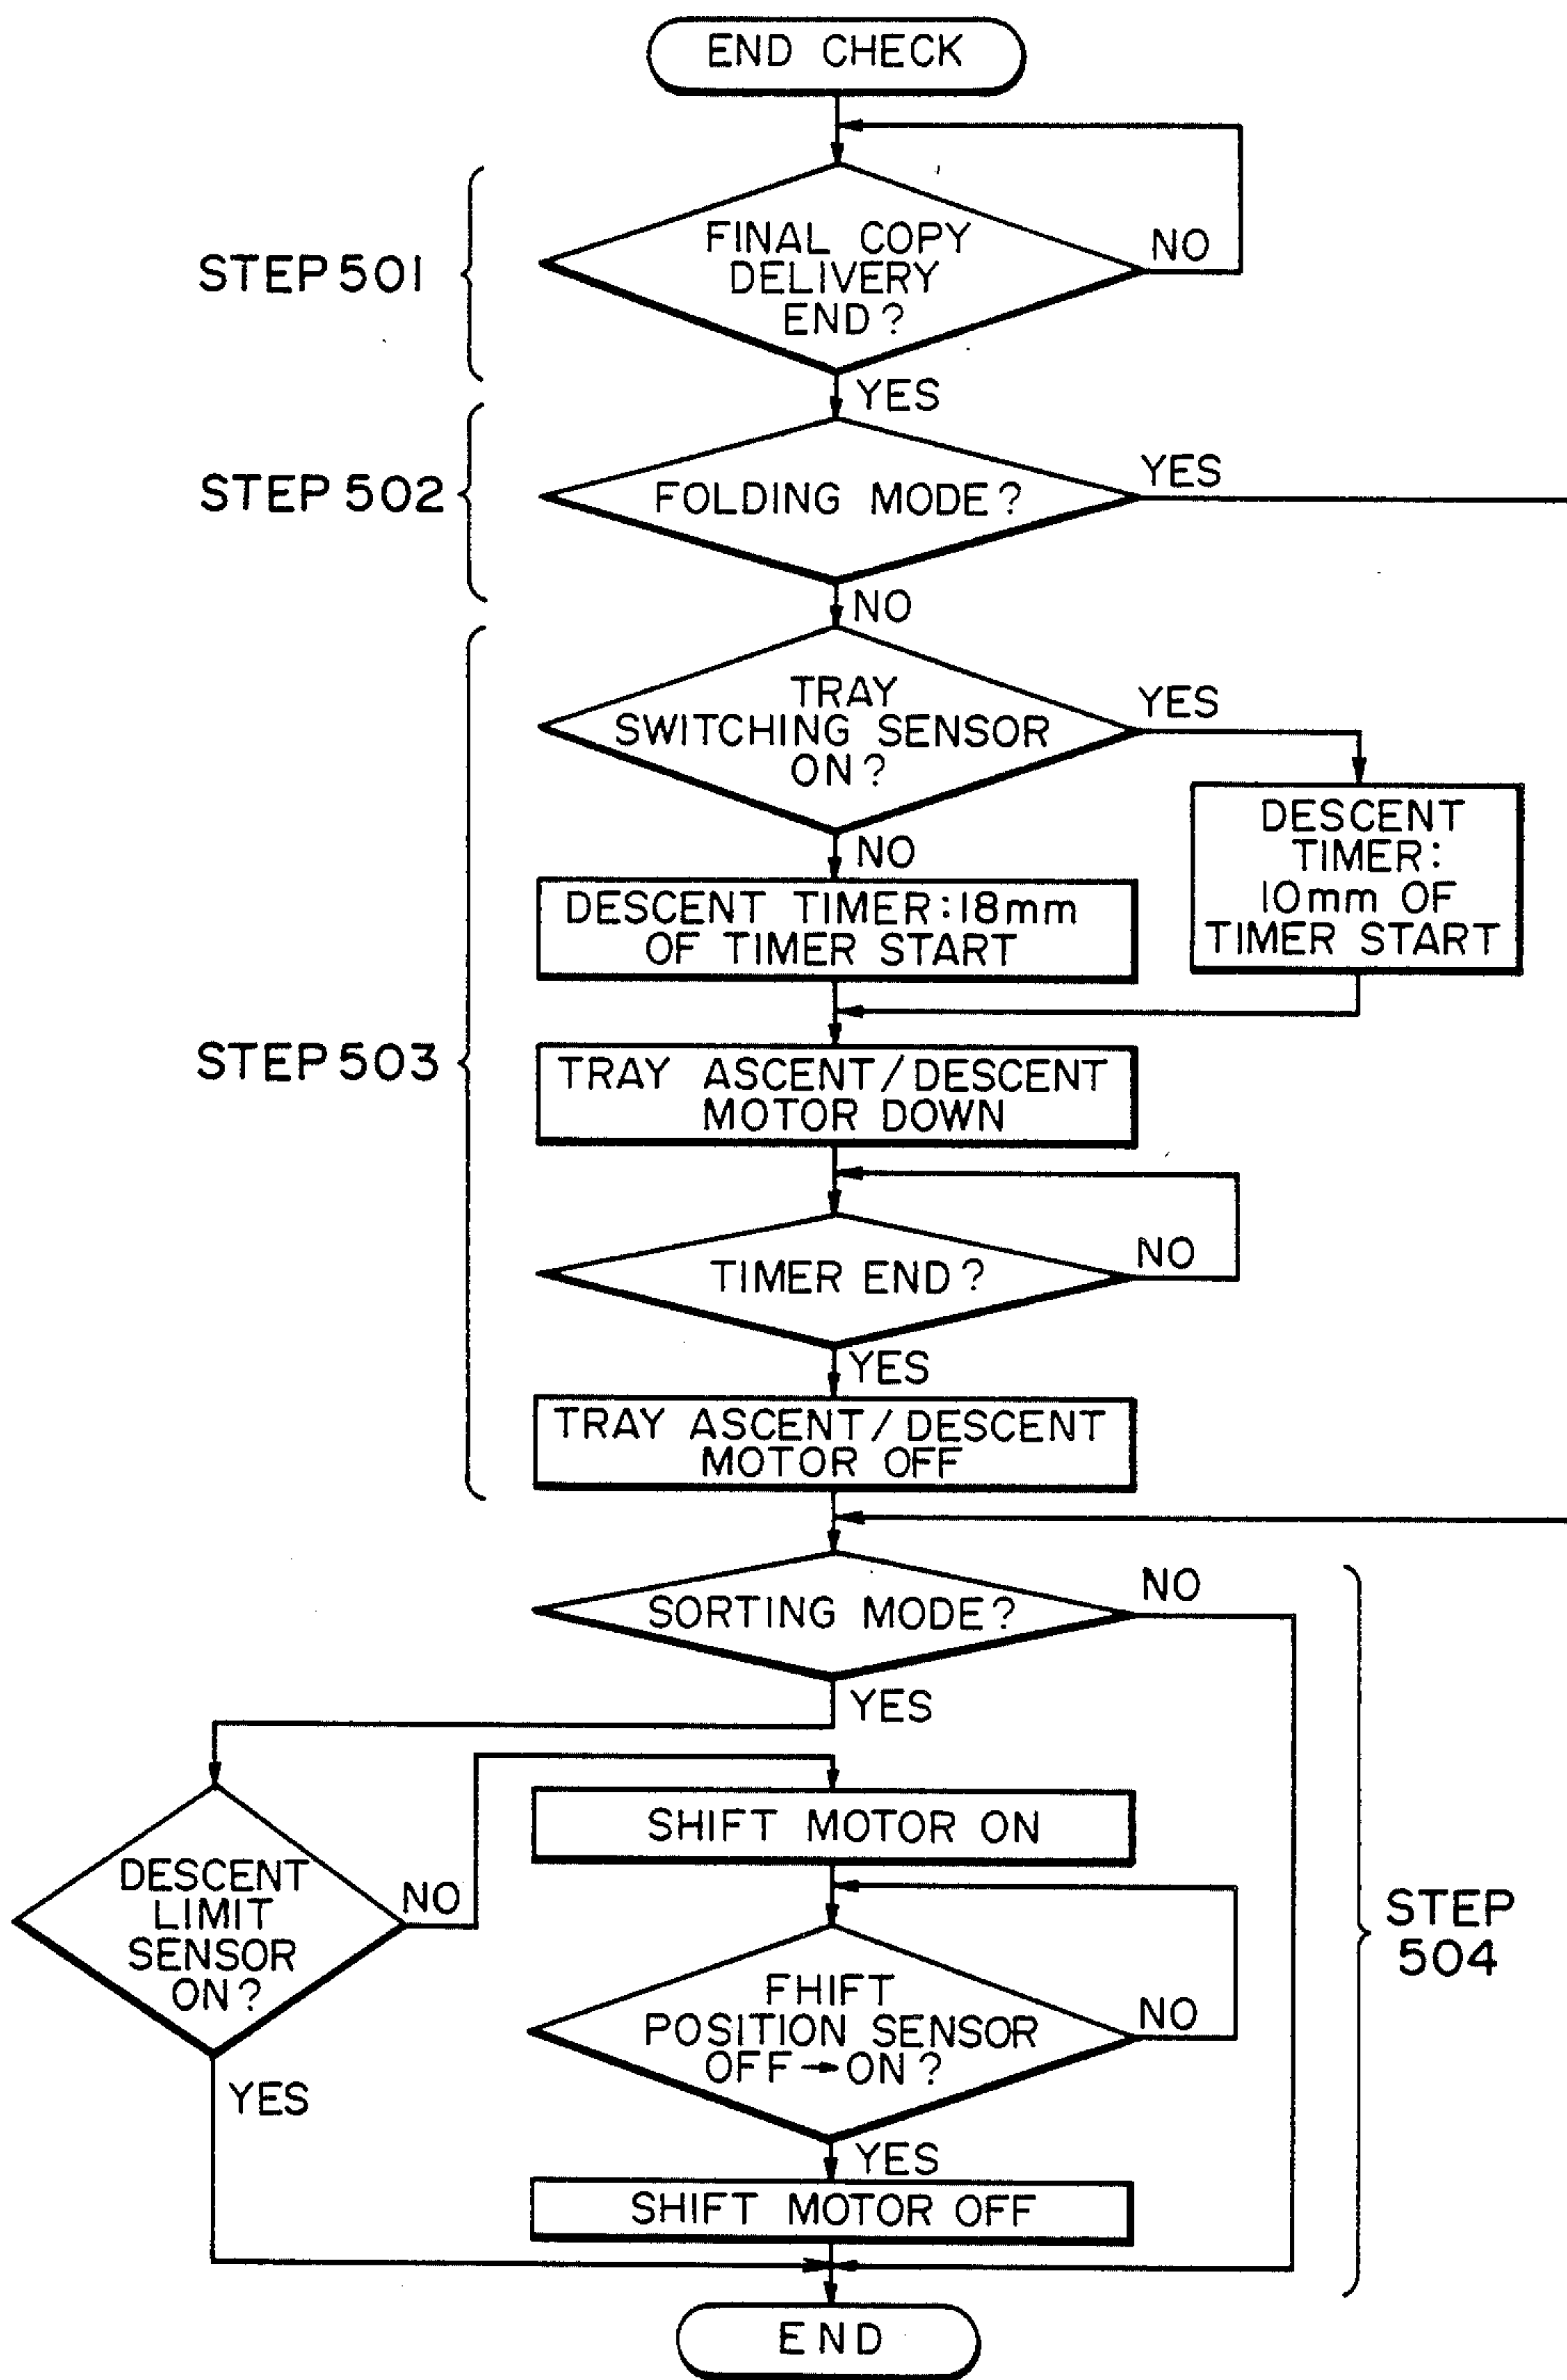 END CHECK
STEP 501
FINAL COPY
DELIVERY
END?
NO
YES
STEP 502
FOLDING MODE?
YES
NO
STEP 503
TRAY
SWITCHING SENSOR
ON?
YES
NO
DESCENT
TIMER:
10mm OF
TIMER START
DESCENT TIMER:18mm
OF TIMER START
TRAY ASCENT/DESCENT
MOTOR DOWN
TIMER END?
NO
YES
TRAY ASCENT/DESCENT
MOTOR OFF
SORTING MODE?
NO
YES
DESCENT
LIMIT
SENSOR
ON?
NO
YES
SHIFT MOTOR ON
FHIFT
POSITION SENSOR
OFF→ON?
NO
YES
SHIFT MOTOR OFF
STEP
504
END